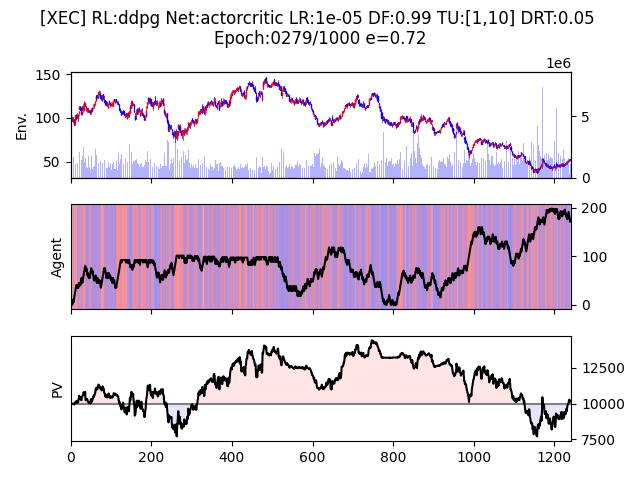 [XEC] RL:ddpg Net:actorcritic LR:1e-05 DF:0.99 TU:[1,10] DRT:0.05
Epoch:0279/1000 e=0.72
1e6
150
100
50
Env.
5
0
Agent
200
100
0
PV
12500
10000
7500
0 200 400 600 800 1000 1200